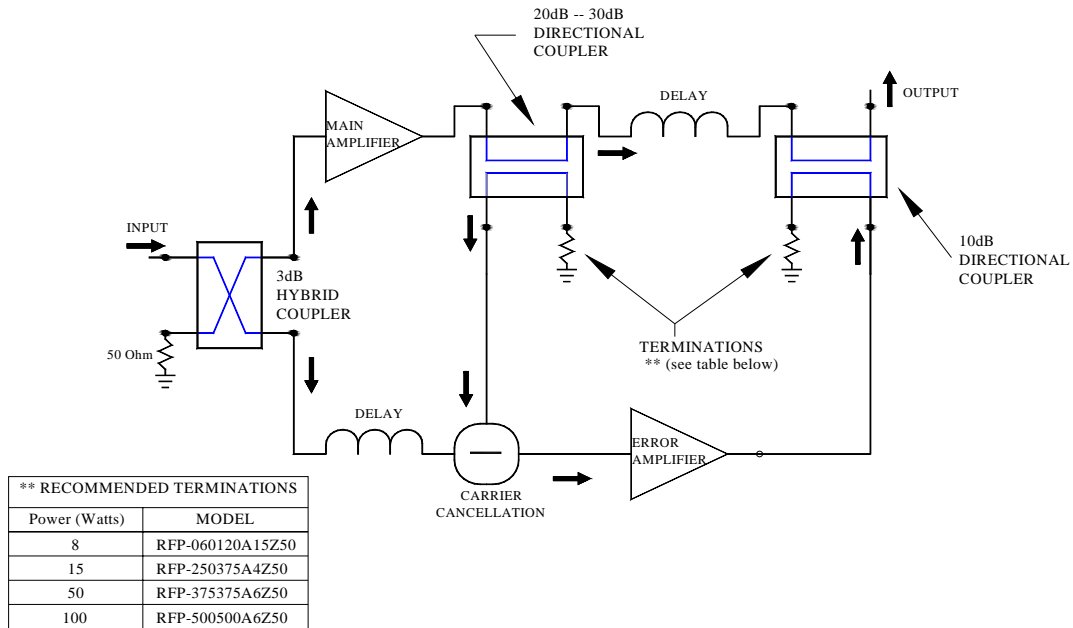 20dB -- 30dB
DIRECTIONAL
COUPLER
DELAY
OUTPUT
MAIN
AMPLIFIER
INPUT
3dB
HYBRID
COUPLER
10dB
DIRECTIONAL
COUPLER
50 Ohm
TERMINATIONS
** (see table below)
DELAY
ERROR
AMPLIFIER
CARRIER
CANCELLATION
** RECOMMENDED TERMINATIONS
Power (Watts) MODEL
8 RFP-060120A15Z50
15 RFP-250375A4Z50
50 RFP-375375A6Z50
100 RFP-500500A6Z50